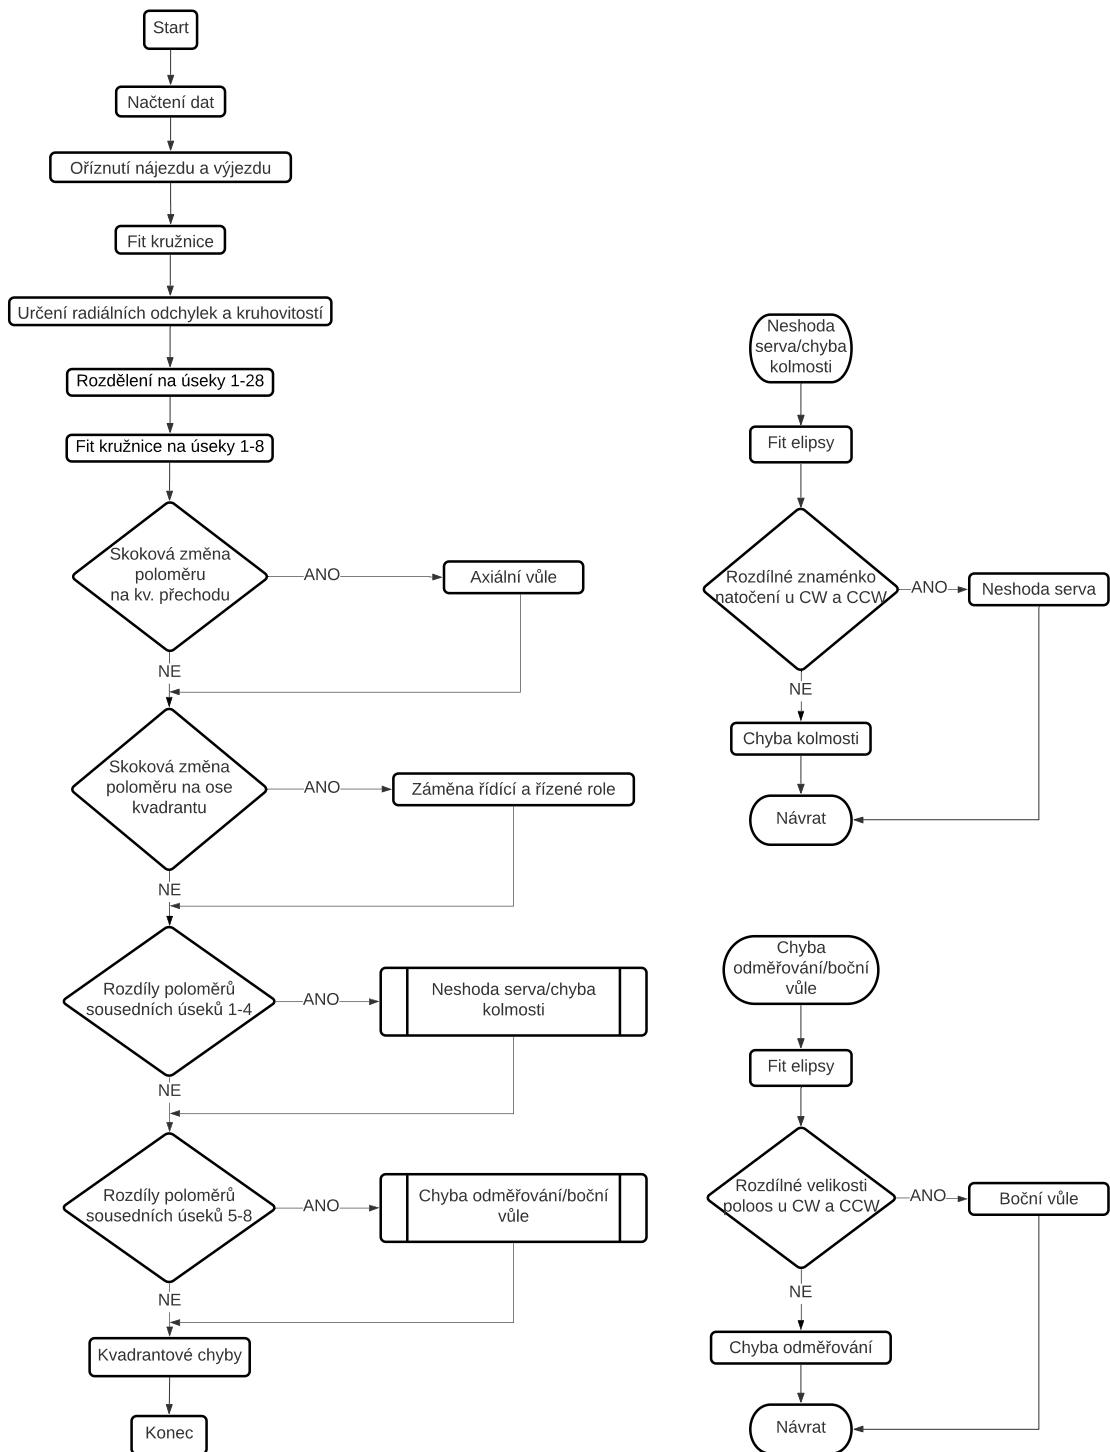 Start
Načtení dat
Oříznutí nájezdu a výjezdu
Fit kružnice
Určení radiálních odchylek a kruhovitostí
Rozdělení na úseky 1-28
Fit kružnice na úseky 1-8
Skoková změna
poloměru
na kv. přechodu
ANO
Axiální vůle
NE
Skoková změna
poloměru na ose
kvadrantu
ANO
Záměna řídící a řízené role
NE
Rozdíly poloměrů
sousedních úseků 1-4
ANO
Neshoda serva/chyba
kolmosti
NE
Rozdíly poloměrů
sousedních úseků 5-8
ANO
Chyba odměřování/boční
vůle
NE
Kvadrantové chyby
Konec
Neshoda
serva/chyba
kolmosti
Fit elipsy
Rozdílné znaménko
natočení u CW a CCW
ANO
Neshoda serva
NE
Chyba kolmosti
Návrat
Chyba
odměřování/boční
vůle
Fit elipsy
Rozdílné velikosti
poloos u CW a CCW
ANO
Boční vůle
NE
Chyba odměřování
Návrat